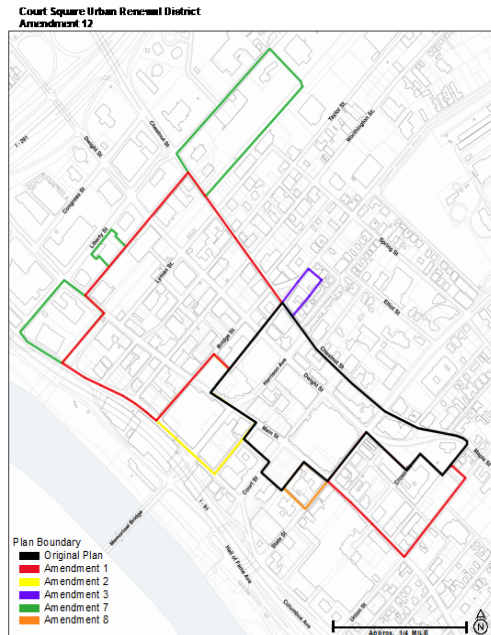 Court Square Urban Renewal District
Amendment 12
Taylor St.
Worthington St.
Chestnut St.
I - 291
Dwight St.
Congress St.
Liberty St
Spring St
Lyman St.
Elliot St
Bridge St.
Chestnut St.
Harrison Ave
Dwight St.
Main St.
Maple St
Court St
I - 91
Memorial Bridge
State St.
Hall of Fame Ave
Union St
Columbus Ave
Plan Boundary
Original Plan
Amendment 1
Amendment 2
Amendment 3
Amendment 7
Amendment 8
Approx. 1/4 MILE
N